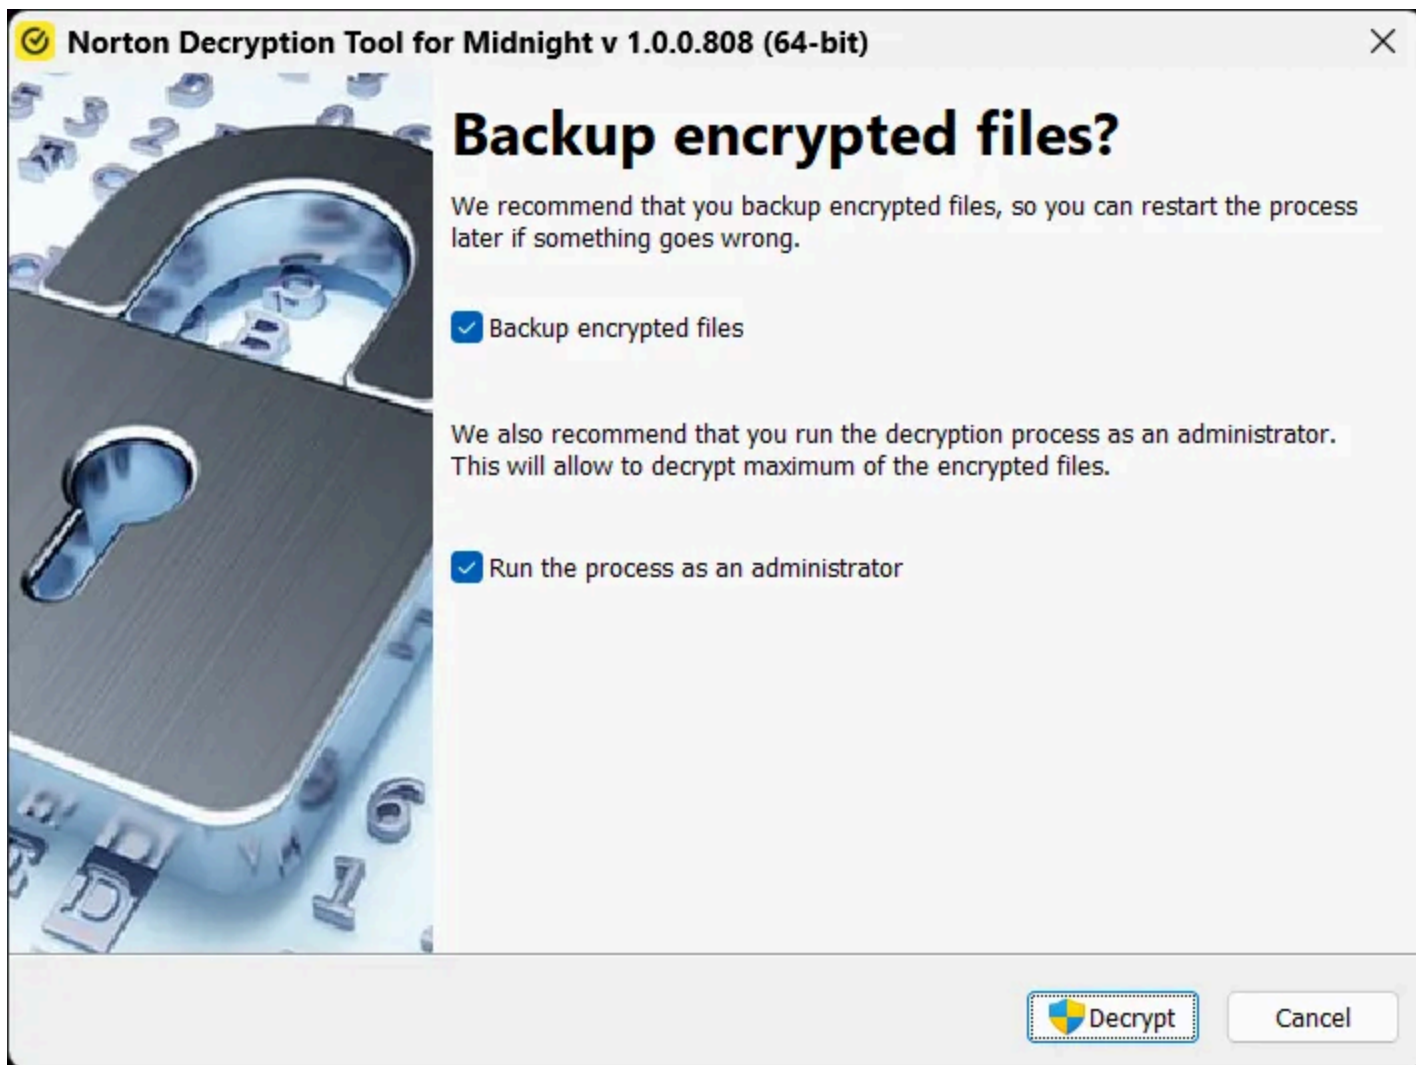 Norton Decryption Tool for Midnight v 1.0.0.808 (64-bit)
Backup encrypted files?
We recommend that you backup encrypted files, so you can restart the process
later if something goes wrong.
Backup encrypted files
We also recommend that you run the decryption process as an administrator.
This will allow to decrypt maximum of the encrypted files.
Run the process as an administrator
Decrypt
Cancel